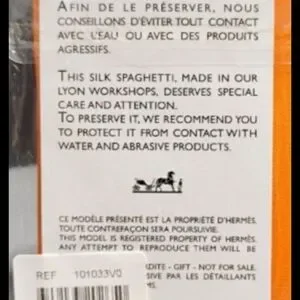 AFIN DE LE PRÉSERVER, NOUS
CONSEILLONS D'ÉVITER TOUT CONTACT
AVEC L'EAU OU AVEC DES PRODUITS
AGRESSIFS.
THIS SILK SPAGHETTI, MADE IN OUR
LYON WORKSHOPS, DESERVES SPECIAL
CARE AND ATTENTION.
TO PRESERVE IT, WE RECOMMEND YOU
TO PROTECT IT FROM CONTACT WITH
WATER AND ABRASIVE PRODUCTS.
CE MODÈLE PRÉSENTÉ EST LA PROPRIÉTÉ D'HERMÈS.
TOUTE CONTREFAÇON SERA POURSUIVIE.
THIS MODEL IS REGISTERED PROPERTY OF HERMÈS.
ANY ATTEMPT TO REPRODUCE THEM WILL BE
- GIFT - NOT FOR SALE.
PAR LES DÉTAILLANTS
REF 101033V0